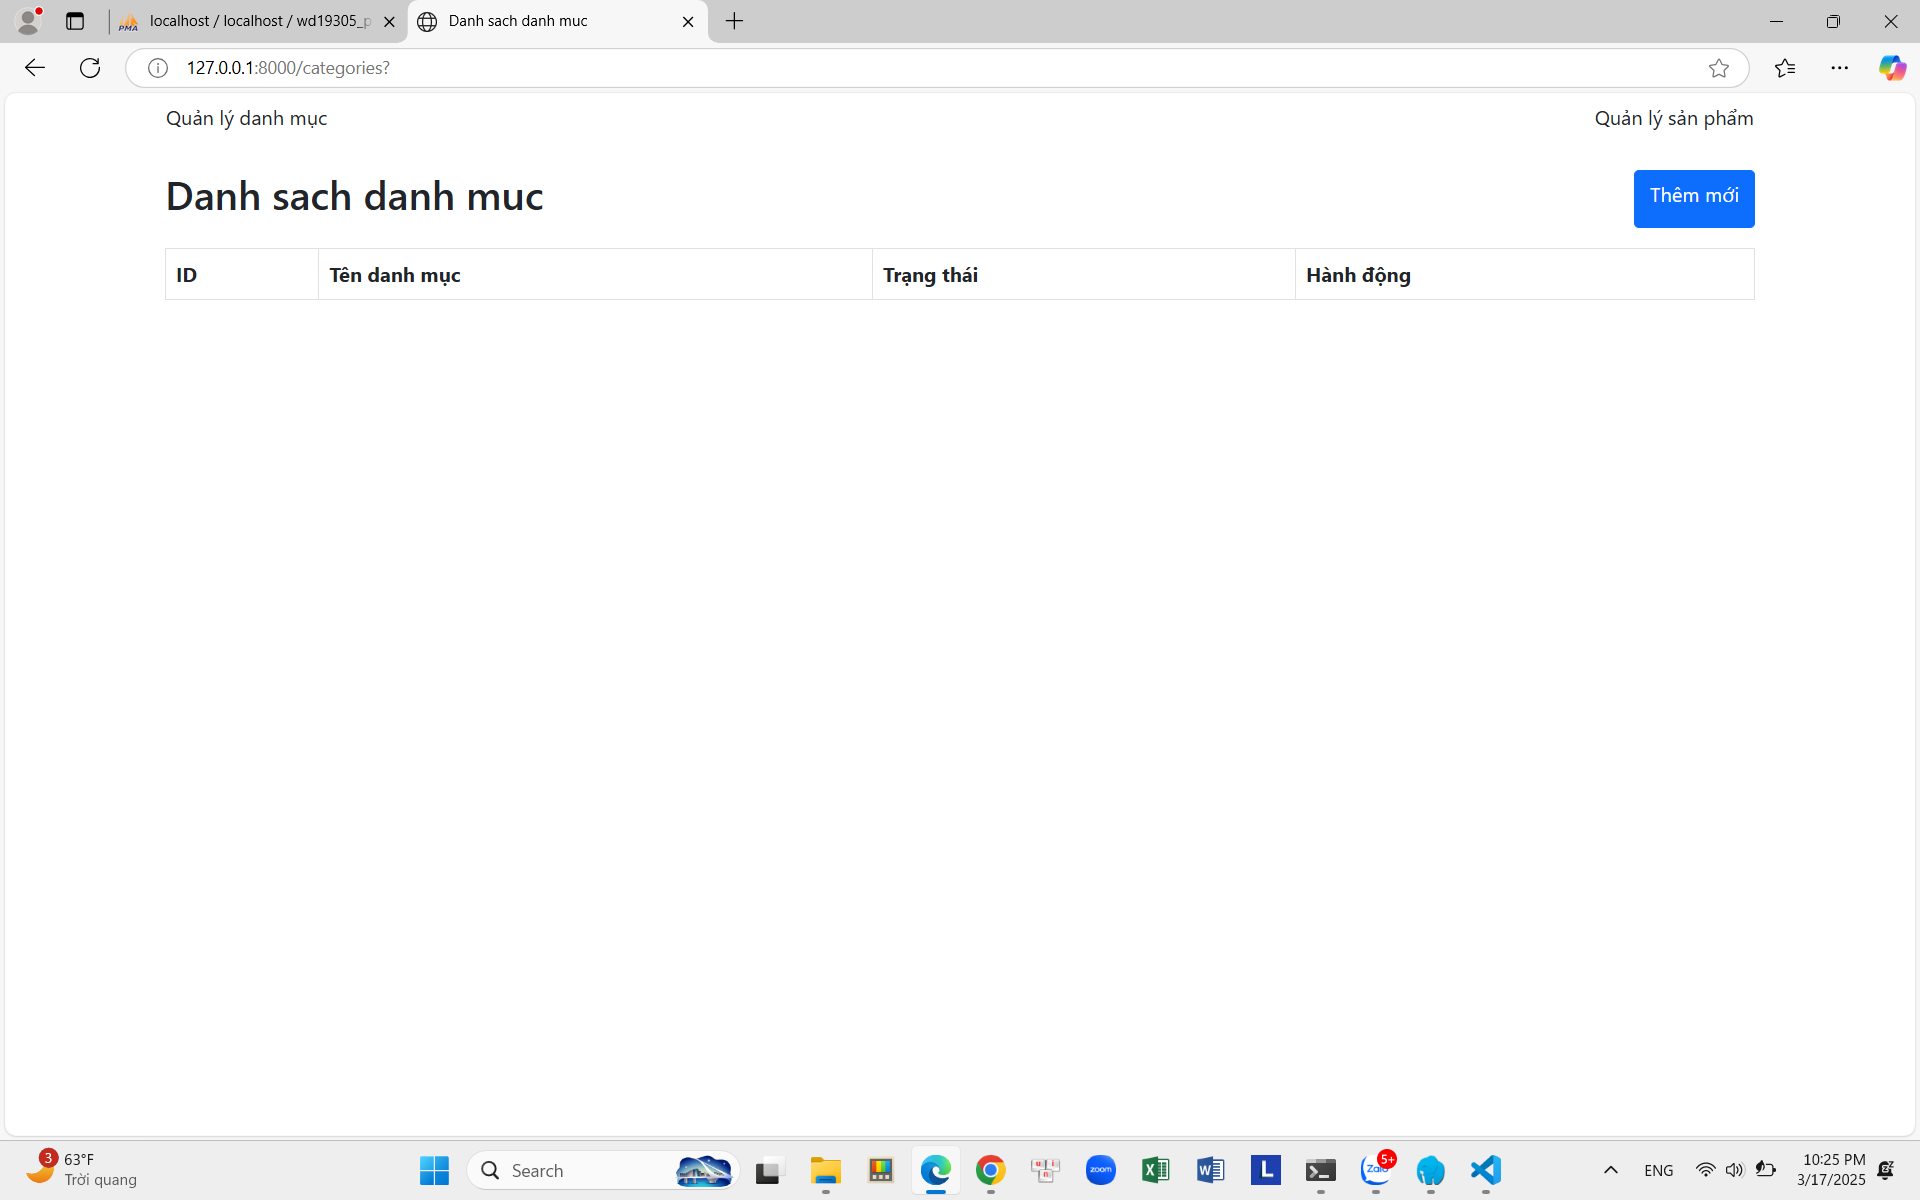 localhost / localhost / wd19305_p
Danh sach danh muc
127.0.0.1:8000/categories?
Quản lý danh mục
Quản lý sản phẩm
Danh sach danh muc
Thêm mới
ID
Tên danh mục
Trạng thái
Hành động
3
63°F
Trời quang
Search
zoom
L
Zalo
5+
ENG
10:25 PM
3/17/2025